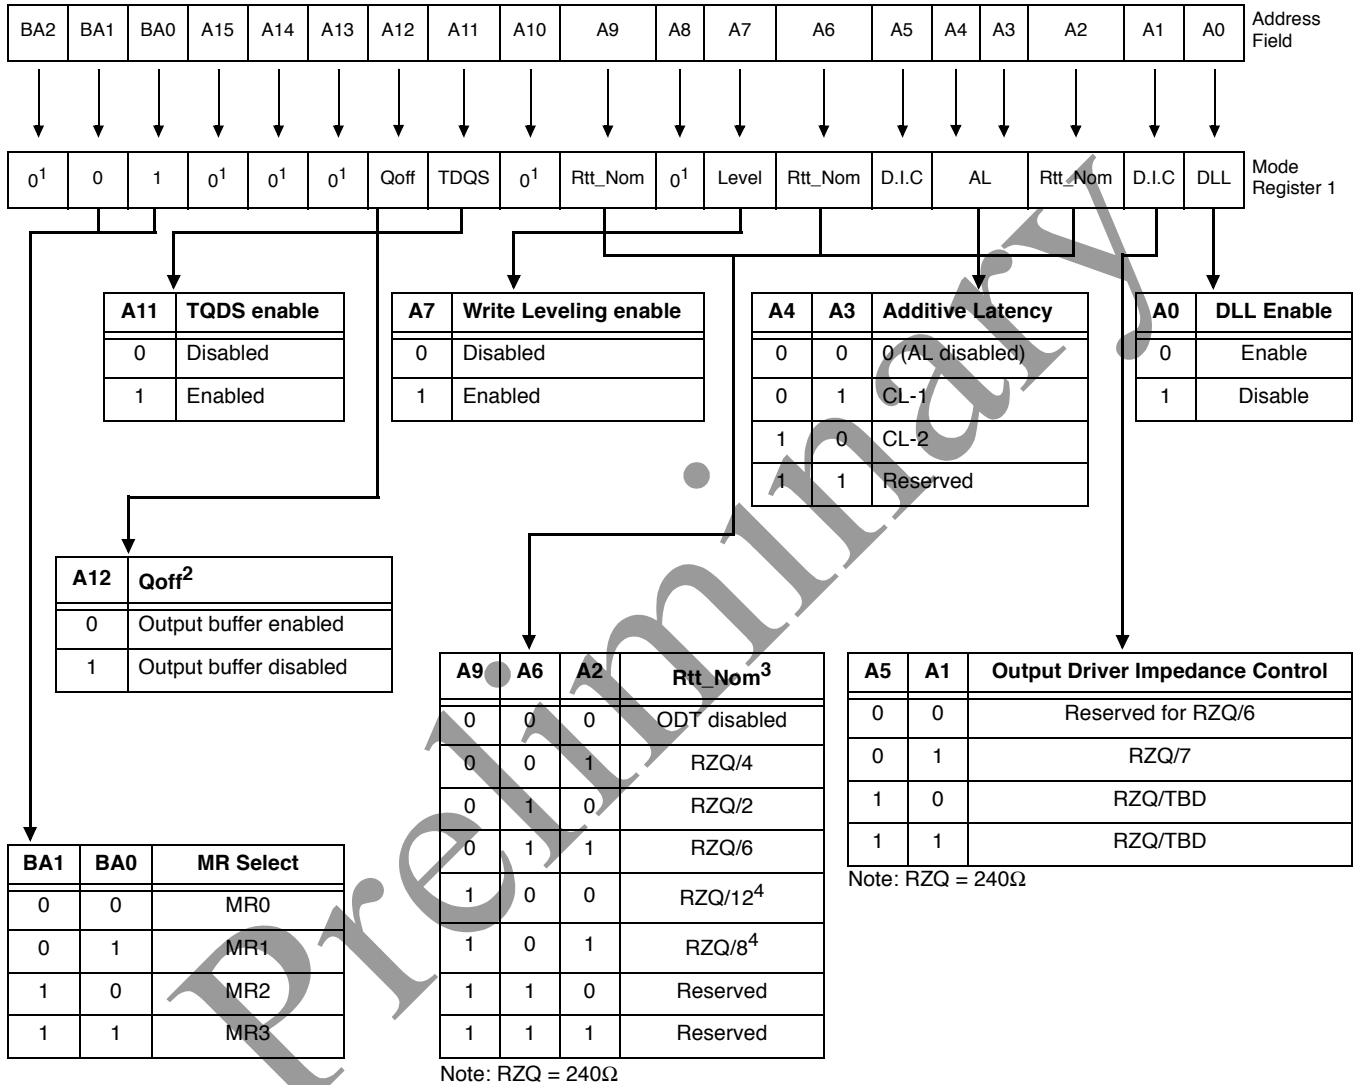 BA2 BA1 BA0 A15 A14 A13 A12 A11 A10 A9 A8 A7 A6 A5 A4 A3 A2 A1 A0 Address Field
0¹ 0 1 0¹ 0¹ 0¹ Qoff TDQS 0¹ Rtt_Nom 0¹ Level Rtt_Nom D.I.C AL Rtt_Nom D.I.C DLL Mode Register 1
A11 TQDS enable
0 Disabled
1 Enabled
A7 Write Leveling enable
0 Disabled
1 Enabled
A4 A3 Additive Latency
0 0 0 (AL disabled)
0 1 CL-1
1 0 CL-2
1 1 Reserved
A0 DLL Enable
0 Enable
1 Disable
A12 Qoff²
0 Output buffer enabled
1 Output buffer disabled
A9 A6 A2 Rtt_Nom³
0 0 0 ODT disabled
0 0 1 RZQ/4
0 1 0 RZQ/2
0 1 1 RZQ/6
1 0 0 RZQ/12⁴
1 0 1 RZQ/8⁴
1 1 0 Reserved
1 1 1 Reserved
Note: RZQ = 240Ω
A5 A1 Output Driver Impedance Control
0 0 Reserved for RZQ/6
0 1 RZQ/7
1 0 RZQ/TBD
1 1 RZQ/TBD
Note: RZQ = 240Ω
BA1 BA0 MR Select
0 0 MR0
0 1 MR1
1 0 MR2
1 1 MR3
Preliminary